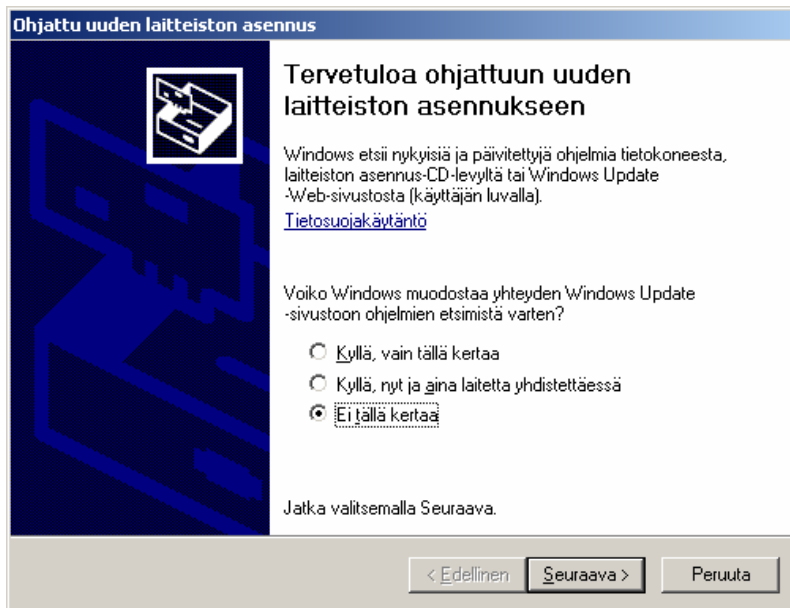 Ohjattu uuden laitteiston asennus
Tervetuloa ohjattuun uuden
laitteiston asennukseen
Windows etsii nykyisiä ja päivitettyjä ohjelmia tietokoneesta,
laitteiston asennus-CD-levyltä tai Windows Update
-Web-sivustosta (käyttäjän luvalla).
Tietosuojakäytäntö
Voiko Windows muodostaa yhteyden Windows Update
-sivustoon ohjelmien etsimistä varten?
Kyllä, vain tällä kertaa
Kyllä, nyt ja aina laitetta yhdistettäessä
Ei tällä kertaa
Jatka valitsemalla Seuraava.
< Edellinen
Seuraava >
Peruuta